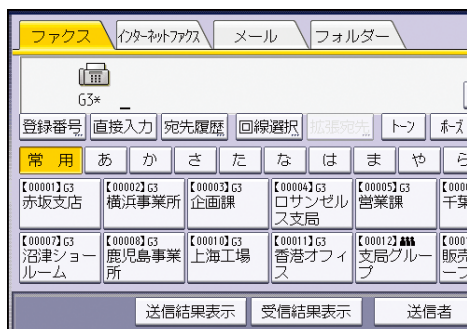 ファクス インターネットファクス メール フォルダー
G3* _
登録番号 直接入力 宛先履歴 回線選択 拡張宛先 トーン ポーズ
常用 あ か さ た な は ま や ら
【00001】G3 【00002】G3 【00003】G3 【00004】G3 【00005】G3
赤坂支店 横浜事業所 企画課 ロサンゼルス支局 営業課 千葉
【00007】G3 【00008】G3 【00010】G3 【00011】G3 【00012】
沼津ショールーム 鹿児島事業所 上海工場 香港オフィス 支局グループ 販売
送信結果表示 受信結果表示 送信者